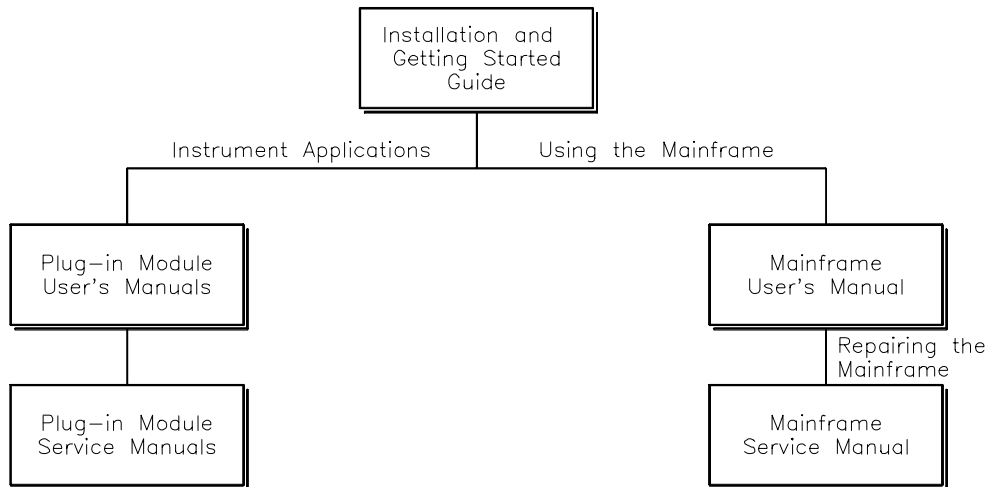 Installation and
Getting Started
Guide
Instrument Applications
Using the Mainframe
Plug-in Module
User's Manuals
Mainframe
User's Manual
Repairing the
Mainframe
Plug-in Module
Service Manuals
Mainframe
Service Manual